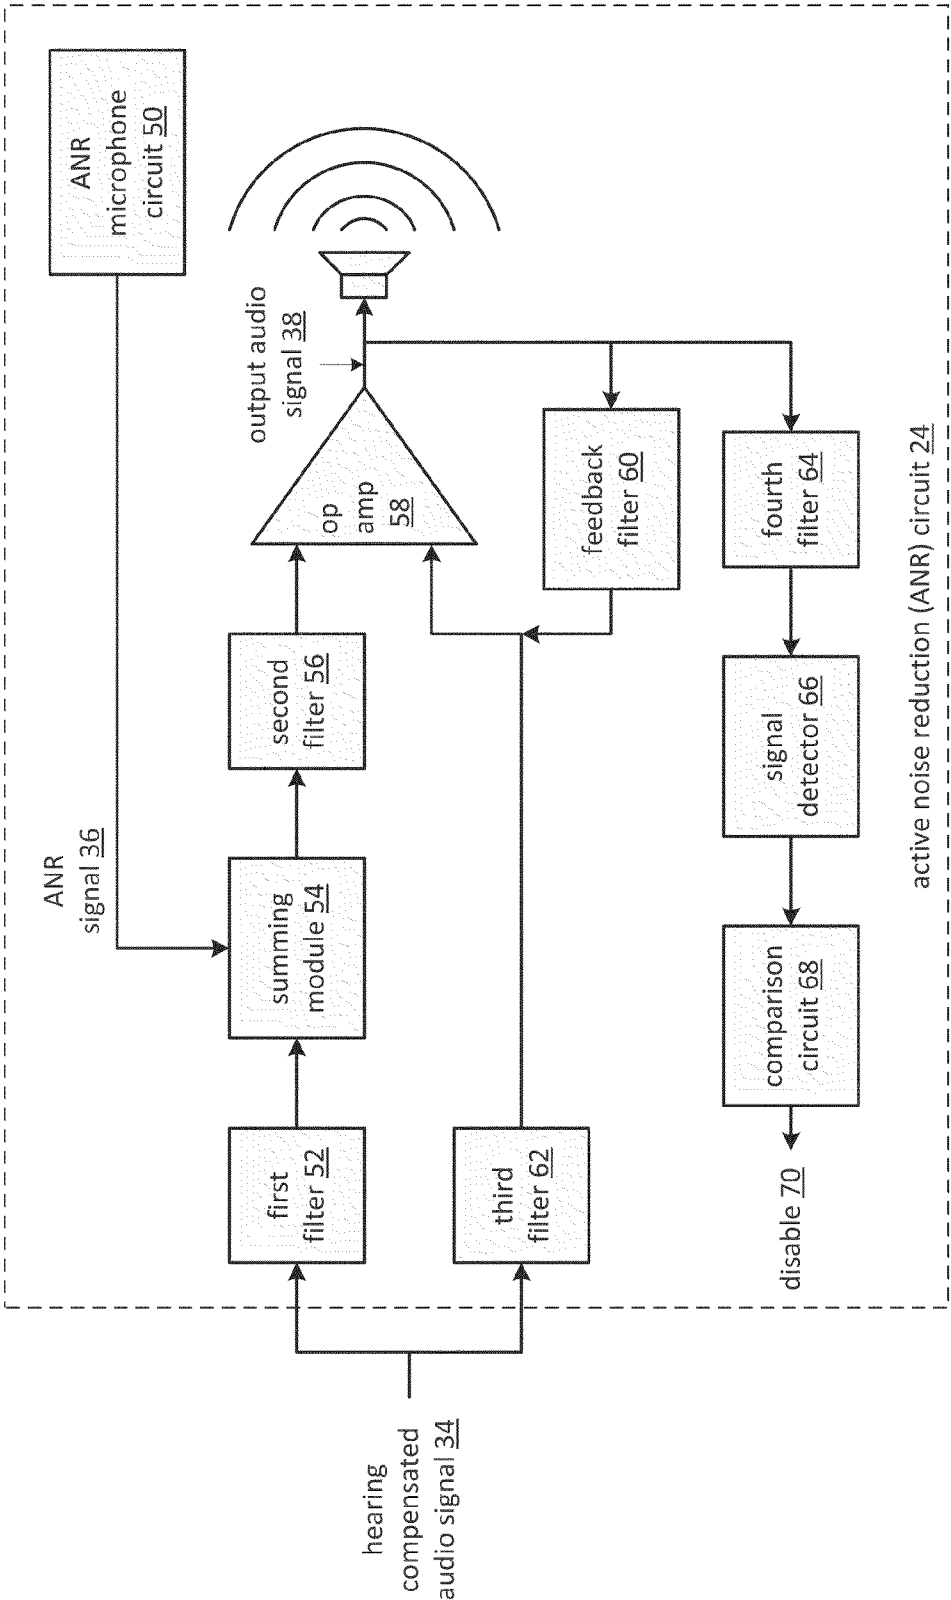 ANR
microphone
circuit 50
ANR
signal 36
output audio
signal 38
hearing
compensated
audio signal 34
first
filter 52
summing
module 54
second
filter 56
op
amp
58
third
filter 62
feedback
filter 60
disable 70
comparison
circuit 68
signal
detector 66
fourth
filter 64
active noise reduction (ANR) circuit 24